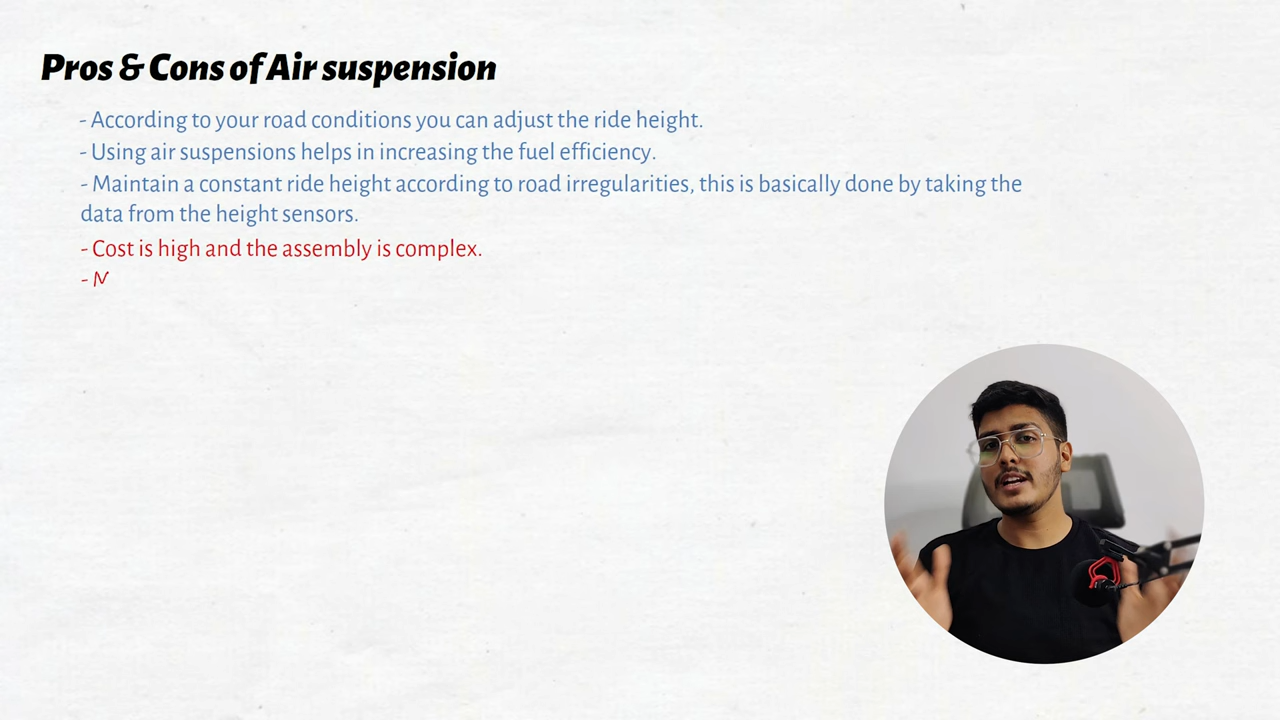 Pros & Cons of Air suspension
- According to your road conditions you can adjust the ride height.
- Using air suspensions helps in increasing the fuel efficiency.
- Maintain a constant ride height according to road irregularities, this is basically done by taking the
data from the height sensors.
- Cost is high and the assembly is complex.
- N